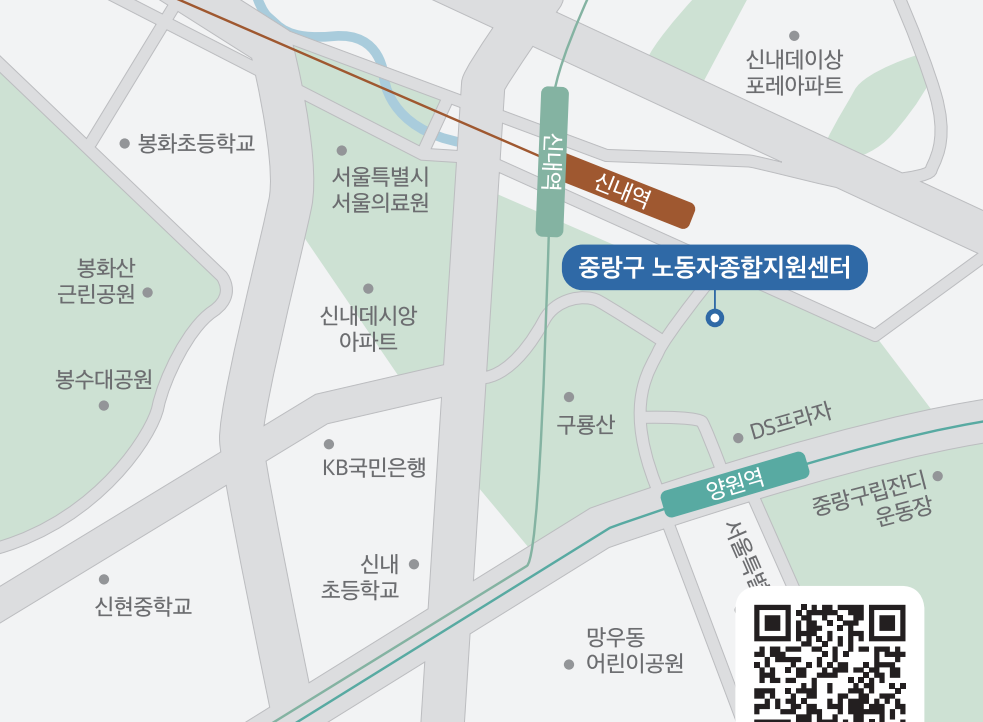 신내데이상
포레아파트
봉화초등학교
서울특별시
서울의료원
신내역
신내역
중랑구 노동자종합지원센터
봉화산
근린공원
신내데시앙
아파트
봉수대공원
구룡산
DS프라자
KB국민은행
양원역
중랑구립잔디
운동장
신내
초등학교
신현중학교
망우동
어린이공원